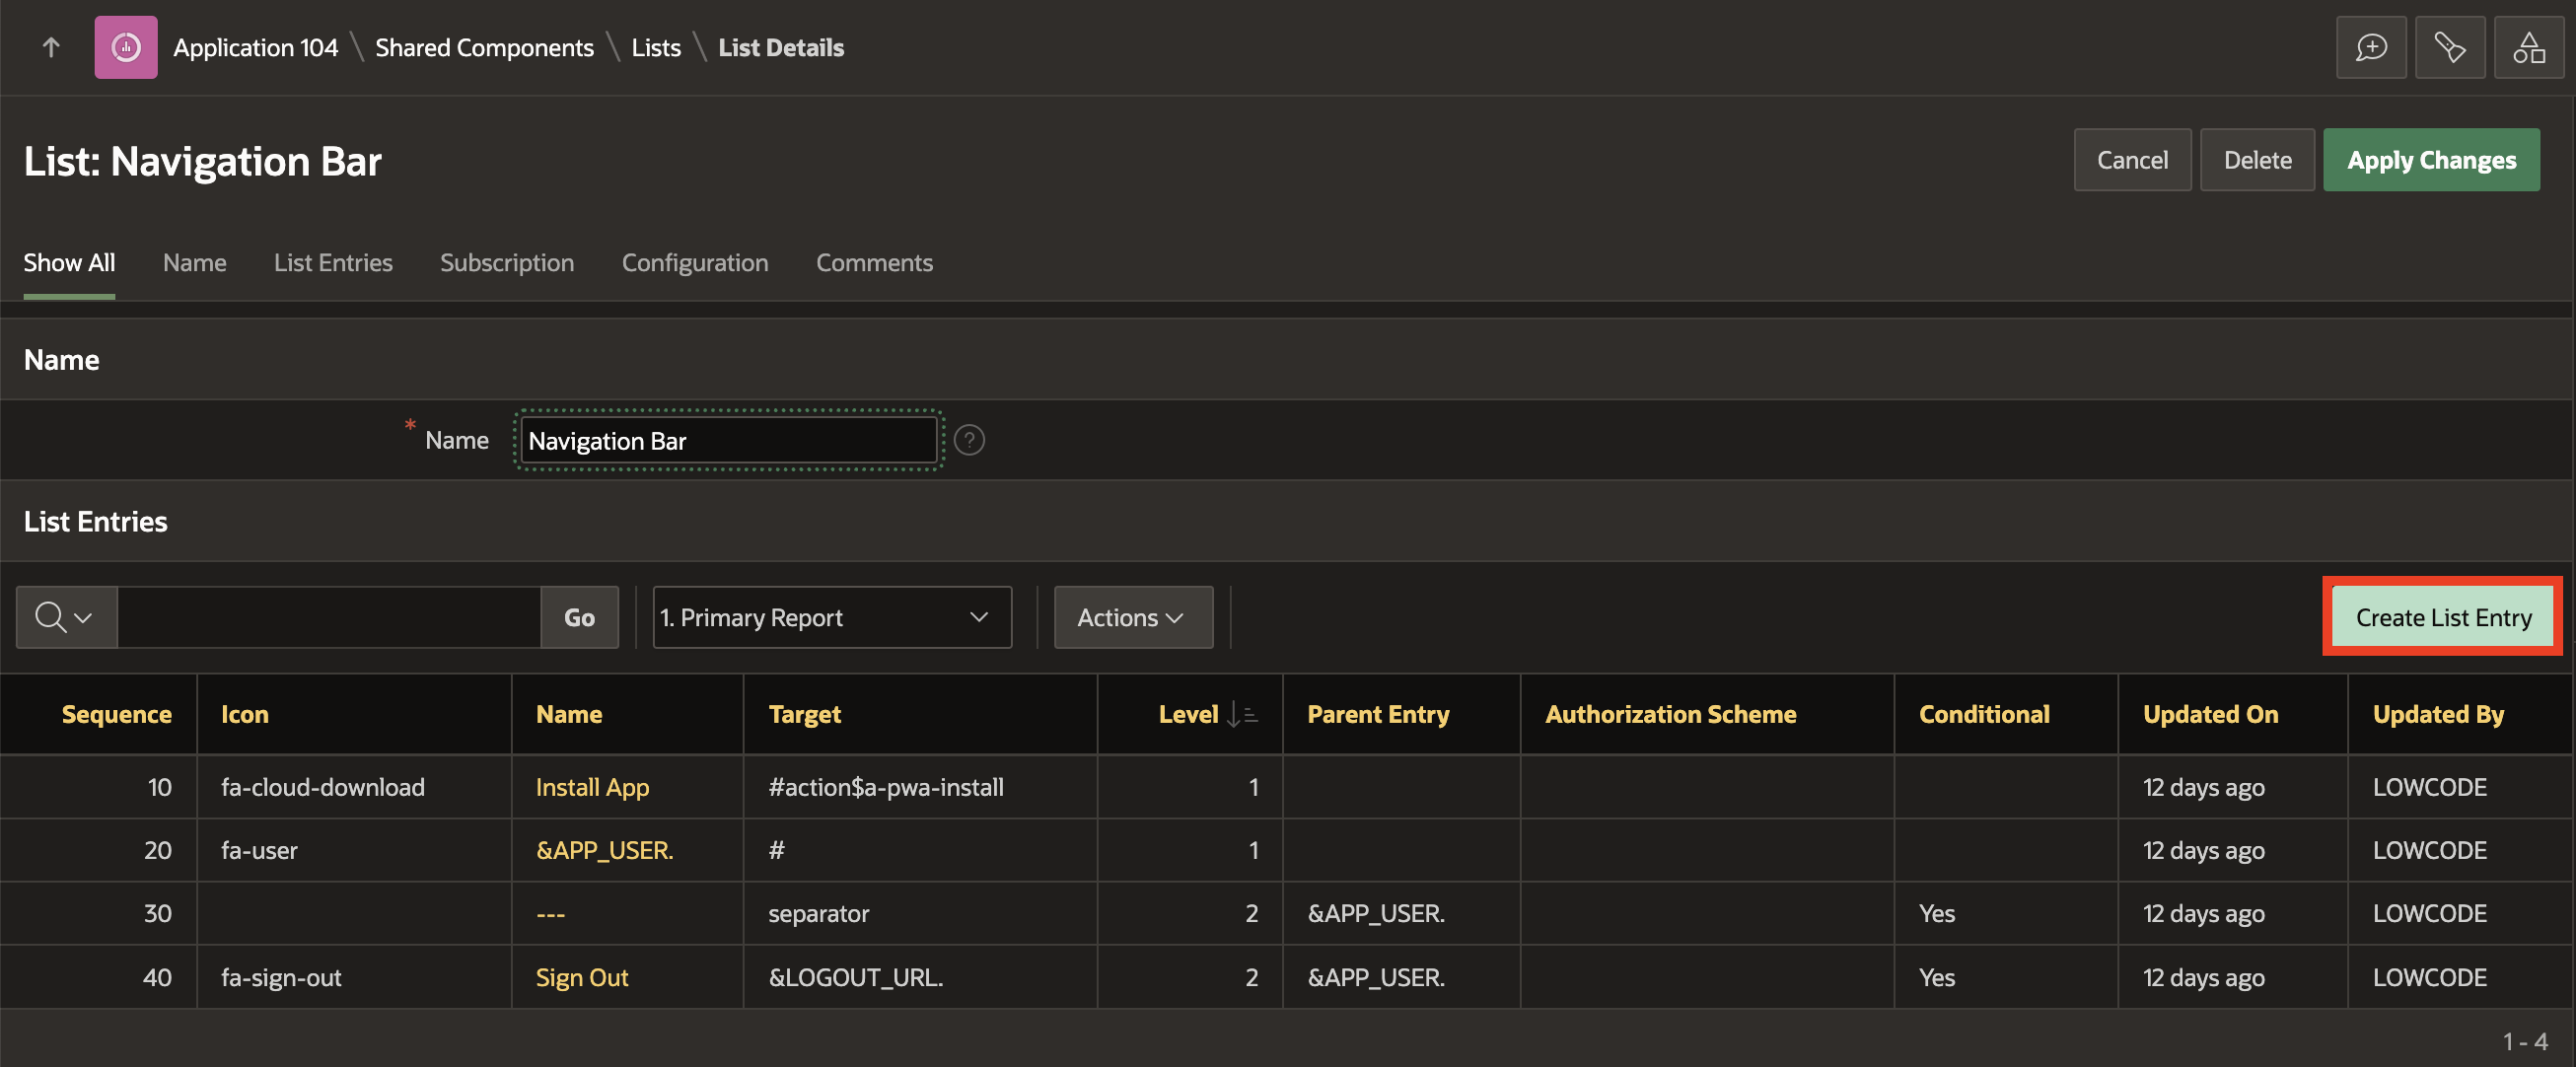 Application 104 \ Shared Components \ Lists \ List Details
List: Navigation Bar
Cancel Delete Apply Changes
Show All Name List Entries Subscription Configuration Comments
Name
* Name Navigation Bar ?
List Entries
Go 1. Primary Report Actions Create List Entry
Sequence Icon Name Target Level Parent Entry Authorization Scheme Conditional Updated On Updated By
10 fa-cloud-download Install App #action$a-pwa-install 1 12 days ago LOWCODE
20 fa-user &APP_USER. # 1 12 days ago LOWCODE
30 --- separator 2 &APP_USER. Yes 12 days ago LOWCODE
40 fa-sign-out Sign Out &LOGOUT_URL. 2 &APP_USER. Yes 12 days ago LOWCODE
1 - 4